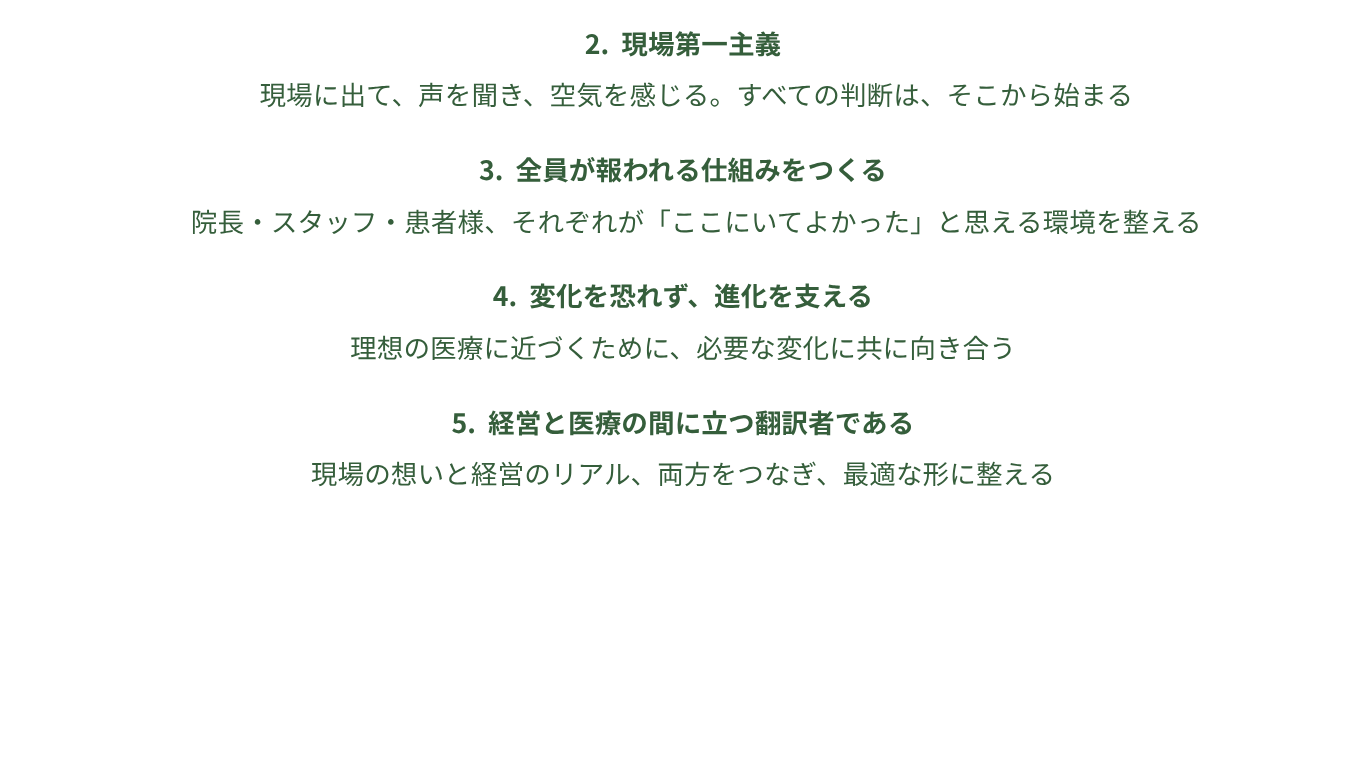 2. 現場第一主義
現場に出て、声を聞き、空気を感じる。すべての判断は、そこから始まる
3. 全員が報われる仕組みをつくる
院長・スタッフ・患者様、それぞれが「ここにいてよかった」と思える環境を整える
4. 変化を恐れず、進化を支える
理想の医療に近づくために、必要な変化に共に向き合う
5. 経営と医療の間に立つ翻訳者である
現場の想いと経営のリアル、両方をつなぎ、最適な形に整える